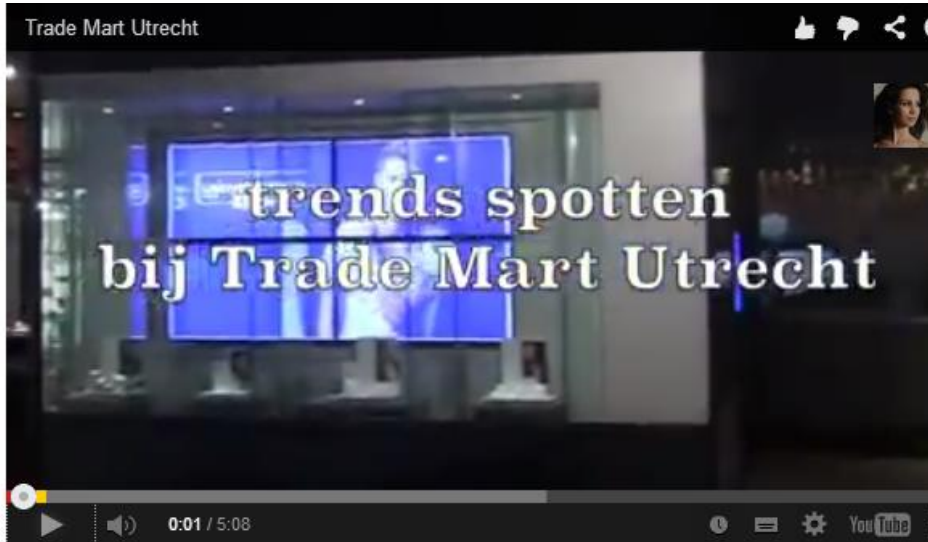 Trade Mart Utrecht
trends spotten
bij Trade Mart Utrecht
0:01 / 5:08
YouTube